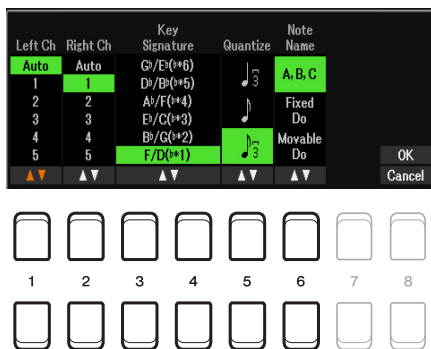 Left Ch
Auto
1
2
3
4
5
Right Ch
Auto
1
2
3
4
5
Key
Signature
G♭/E♭(♭*6)
D♭/B♭(♭*5)
A♭/F(♭*4)
E♭/C(♭*3)
B♭/G(♭*2)
F/D(♭*1)
Quantize
3
3
Note
Name
A, B, C
Fixed
Do
Movable
Do
OK
Cancel
1 2 3 4 5 6 7 8